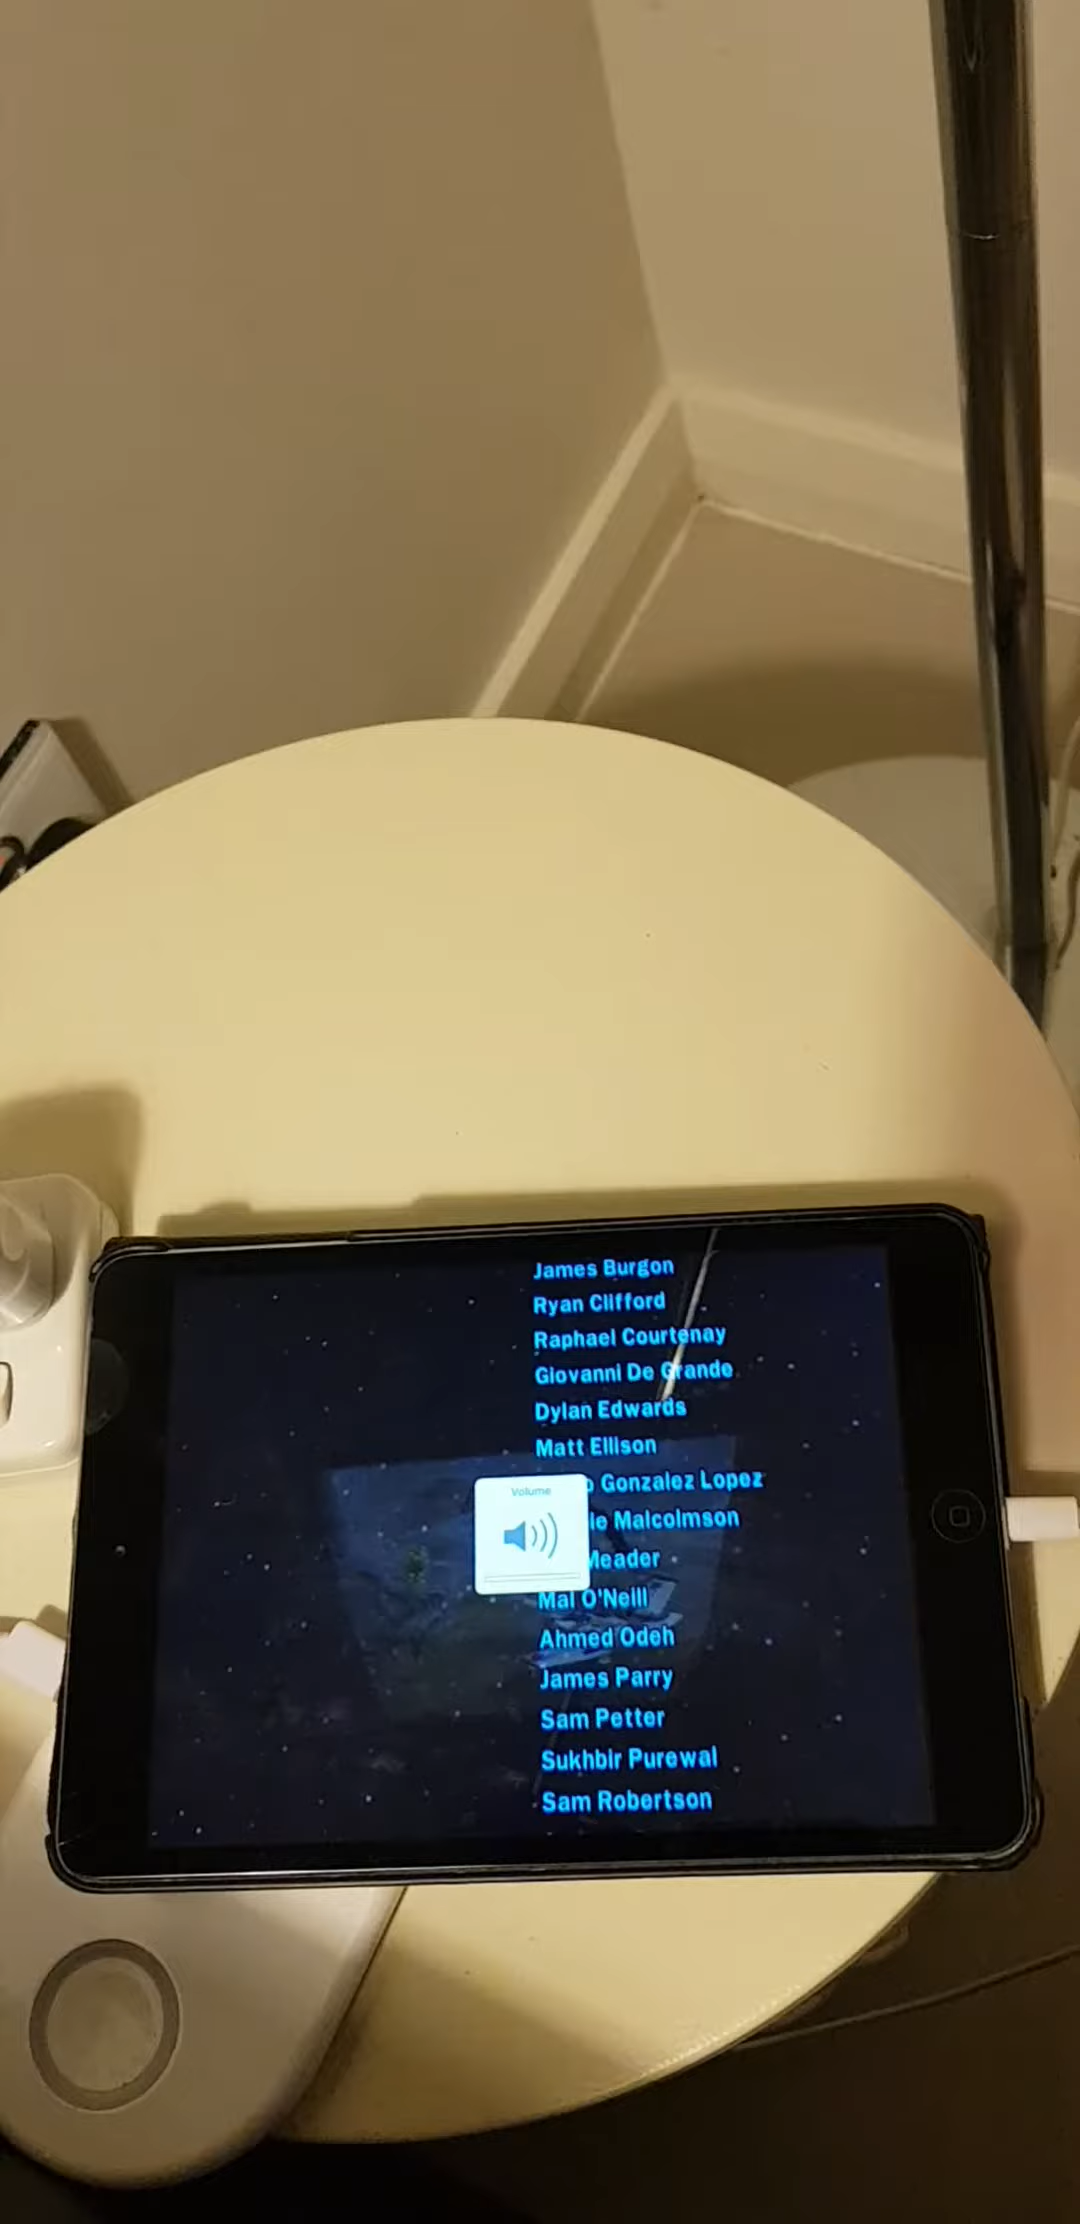 James Burgon
Ryan Clifford
Raphael Courtenay
Giovanni De Grande
Dylan Edwards
Matt Ellison
Gonzalez Lopez
Volume
Malcolmson
Meader
Mal O'Neill
Ahmed Odeh
James Parry
Sam Petter
Sukhbir Purewal
Sam Robertson